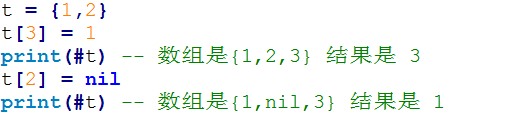 t = {1,2}
t[3] = 1
print(#t) -- 数组是{1,2,3} 结果是 3
t[2] = nil
print(#t) -- 数组是{1,nil,3} 结果是 1